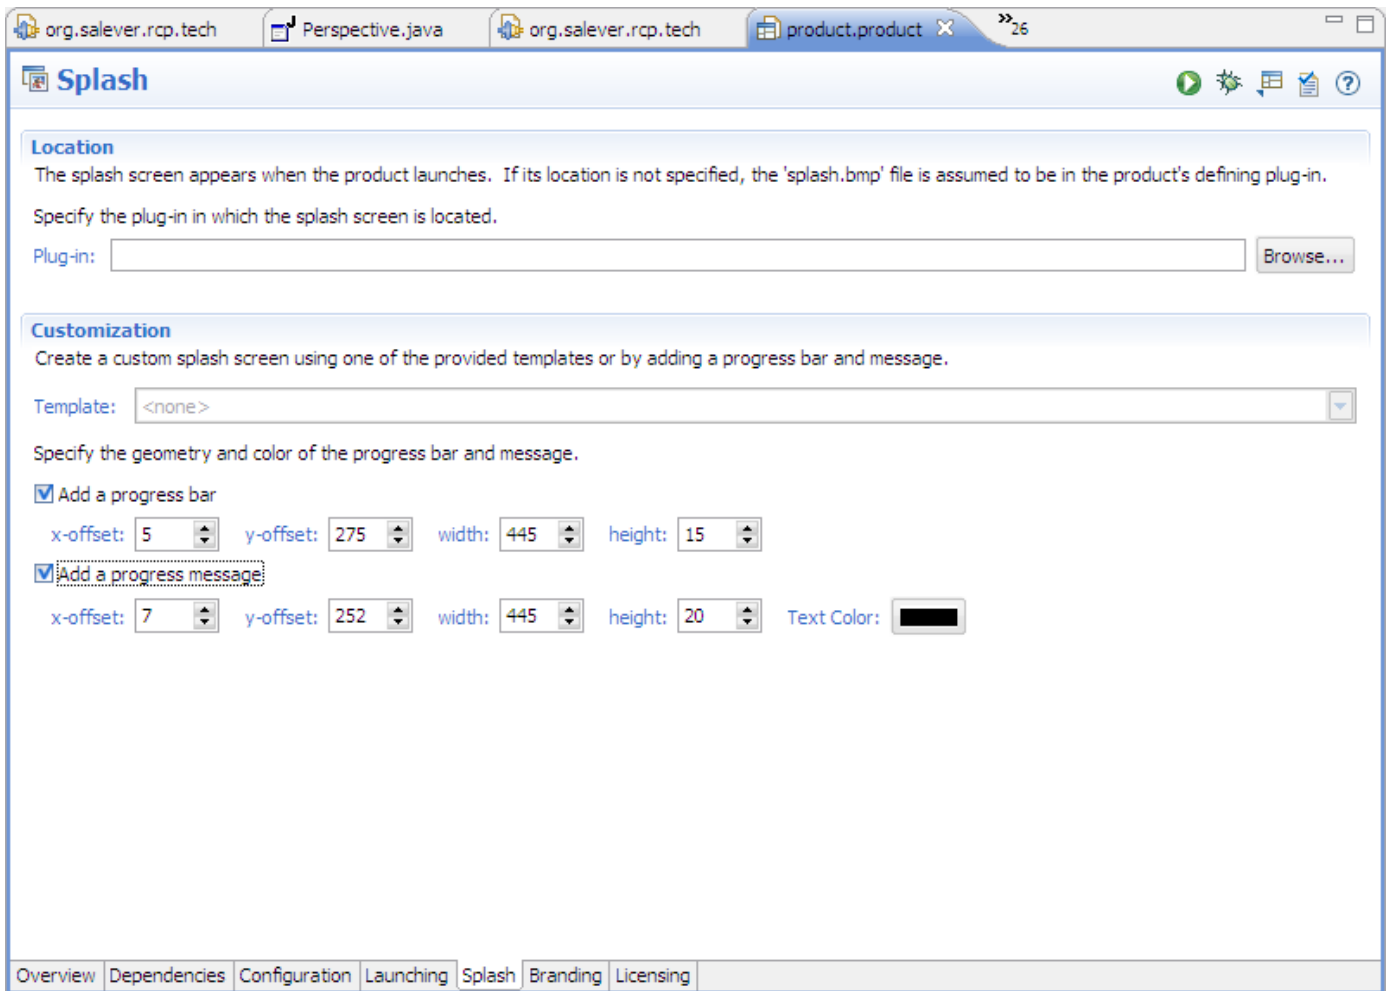 org.salever.rcp.tech Perspective.java org.salever.rcp.tech product.product »26
Splash
Location
The splash screen appears when the product launches. If its location is not specified, the 'splash.bmp' file is assumed to be in the product's defining plug-in.
Specify the plug-in in which the splash screen is located.
Plug-in: Browse...
Customization
Create a custom splash screen using one of the provided templates or by adding a progress bar and message.
Template: <none>
Specify the geometry and color of the progress bar and message.
Add a progress bar
x-offset: 5 y-offset: 275 width: 445 height: 15
Add a progress message
x-offset: 7 y-offset: 252 width: 445 height: 20 Text Color:
Overview Dependencies Configuration Launching Splash Branding Licensing